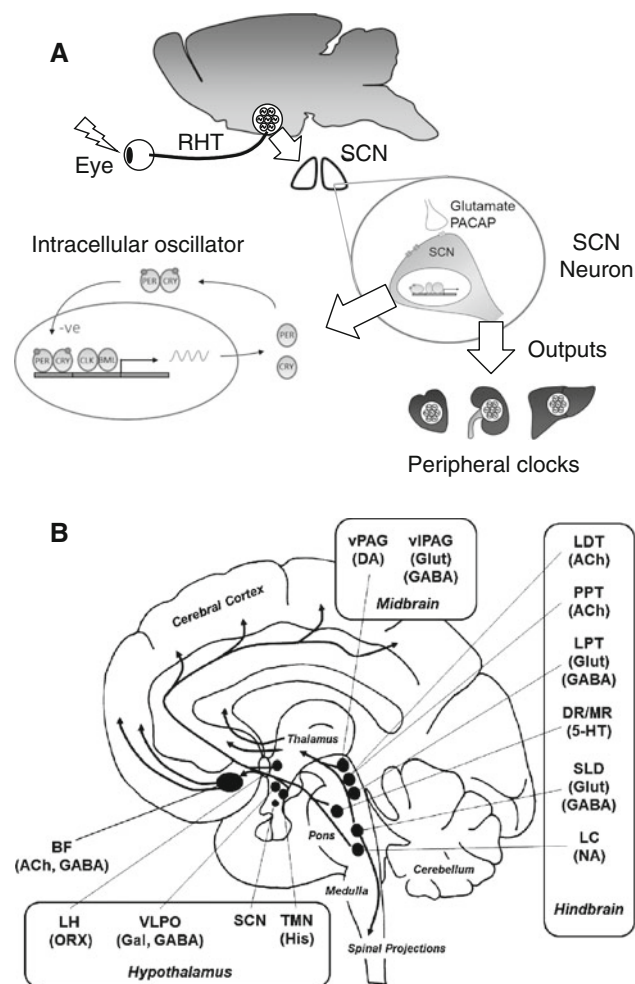 A
RHT
Eye
SCN
Glutamate
PACAP
SCN
SCN
Neuron
Intracellular oscillator
PER CRY
-ve
PER CRY CLK BML
PER
CRY
Outputs
Peripheral clocks
B
vPAG
(DA)
vlPAG
(Glut)
(GABA)
Midbrain
LDT
(ACh)
PPT
(ACh)
LPT
(Glut)
(GABA)
DR/MR
(5-HT)
SLD
(Glut)
(GABA)
LC
(NA)
Hindbrain
Cerebral Cortex
Thalamus
Pons
Medulla
Cerebellum
Spinal Projections
BF
(ACh, GABA)
LH
(ORX)
VLPO
(Gal, GABA)
SCN
TMN
(His)
Hypothalamus